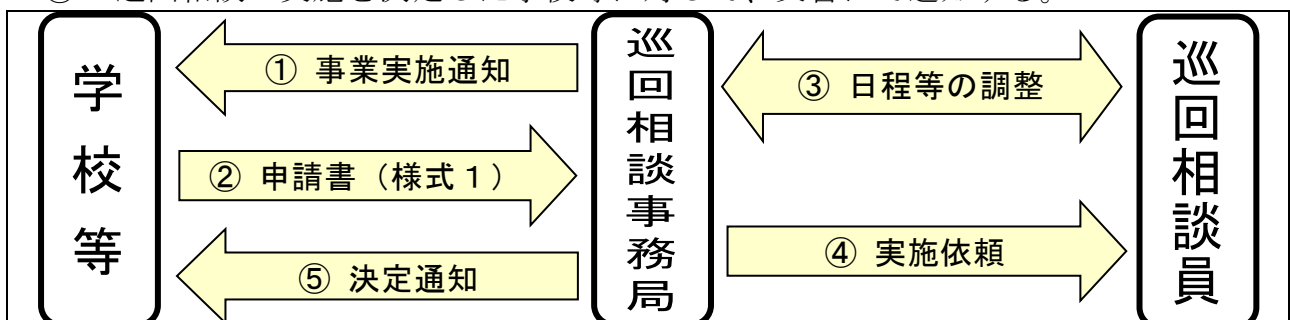 学校等
① 事業実施通知
② 申請書（様式１）
⑤ 決定通知
巡回相談事務局
③ 日程等の調整
④ 実施依頼
巡回相談員